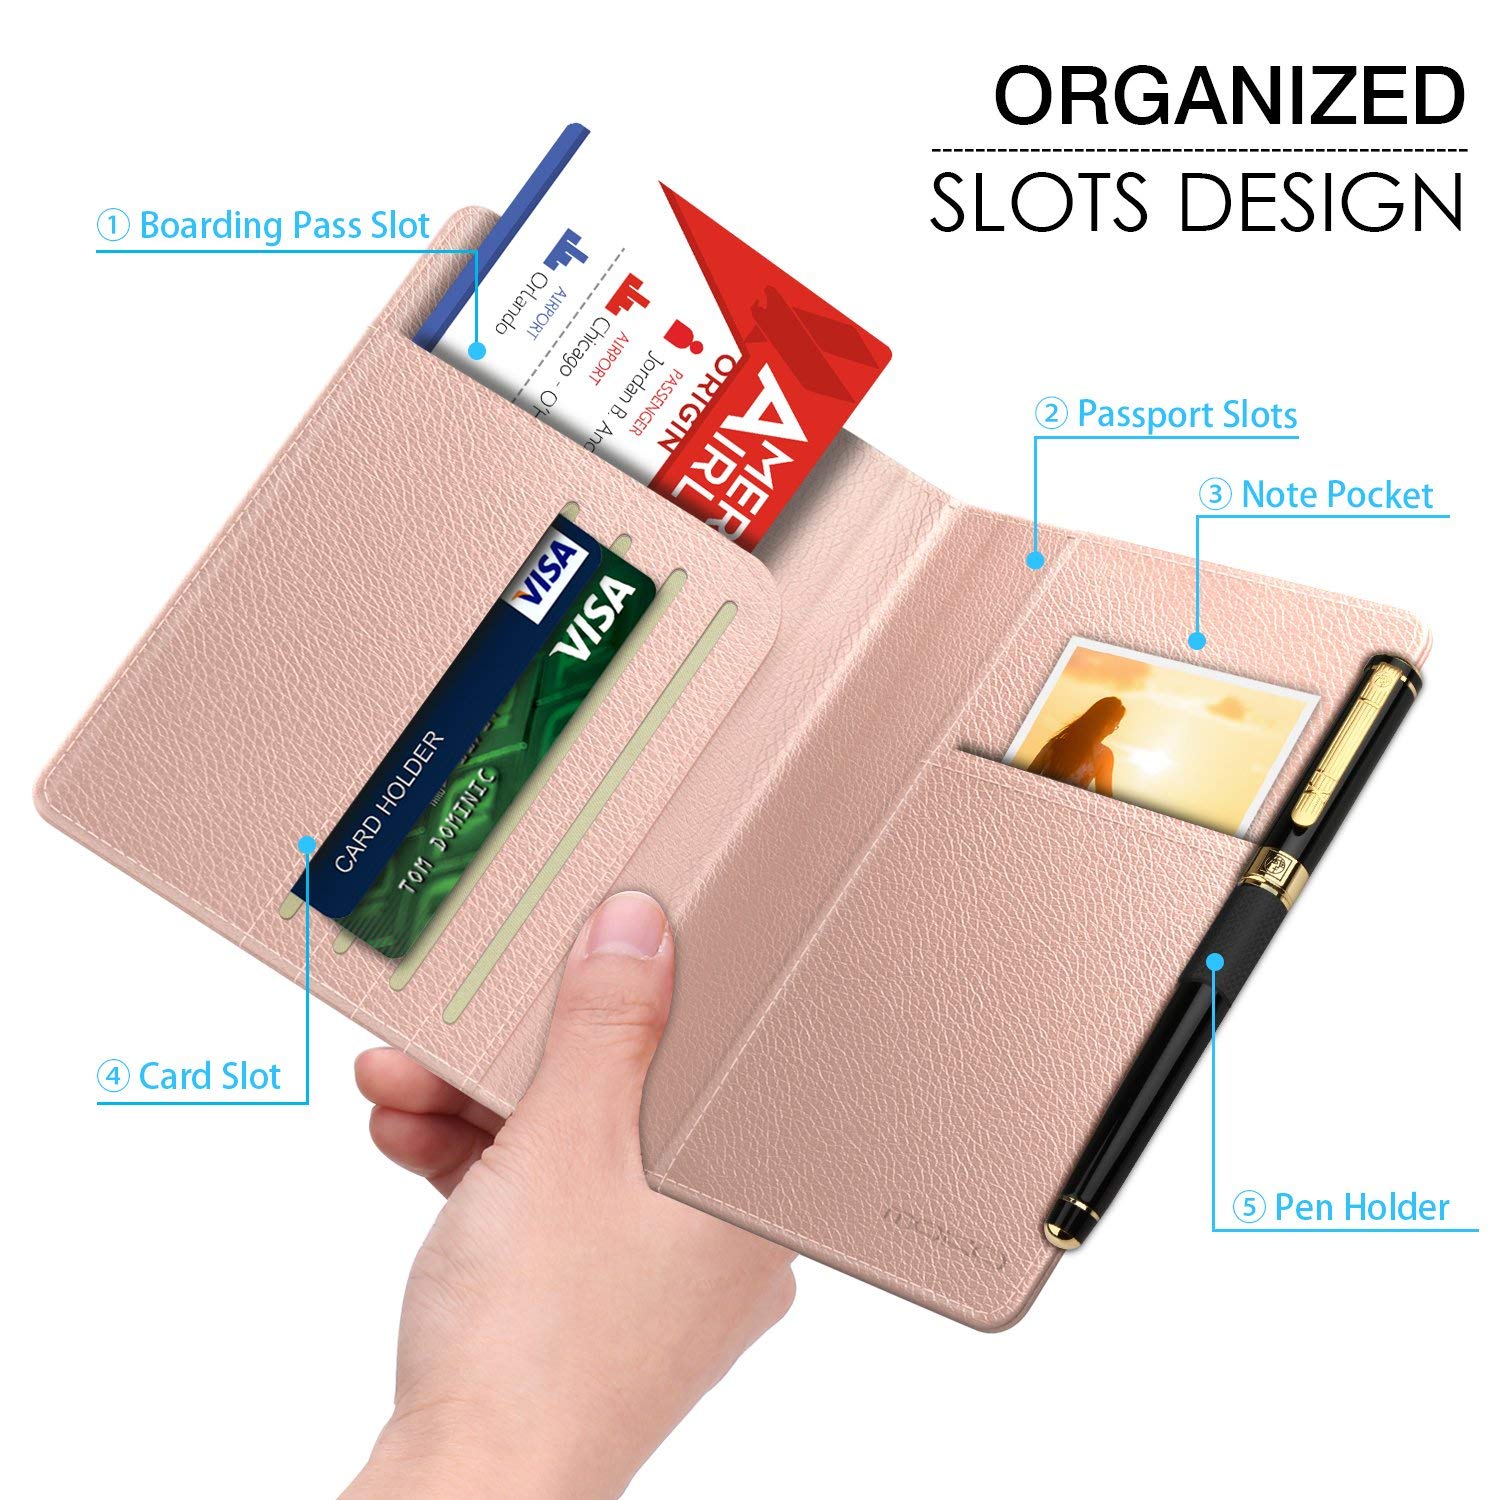 ORGANIZED
SLOTS DESIGN
① Boarding Pass Slot
② Passport Slots
③ Note Pocket
④ Card Slot
⑤ Pen Holder
AIRPORT
Orlando
AIRPORT
Chicago - O'H
PASSENGER
Jordan B. And
ORIGIN
AMER
AIRL
VISA
CARD HOLDER
VISA
TOM DOMINIC